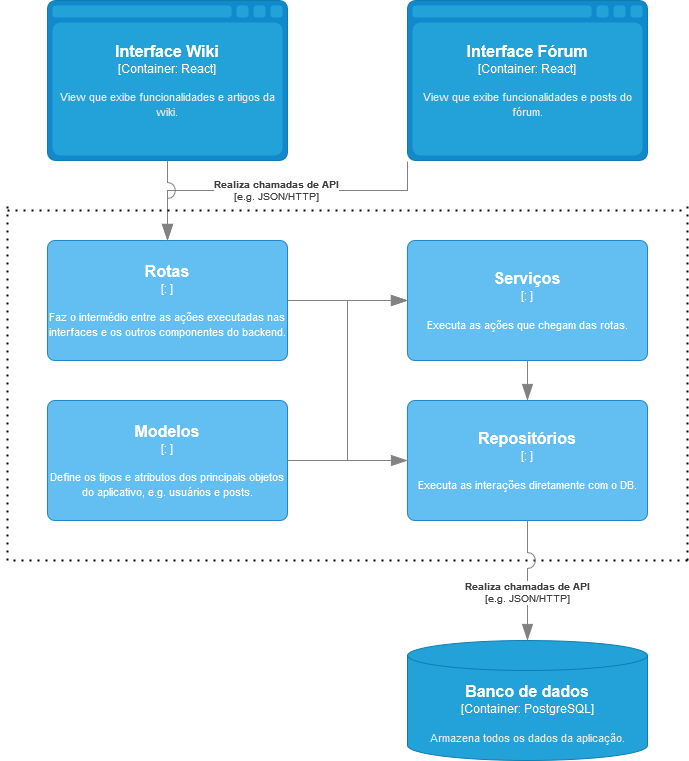 Interface Wiki
[Container: React]
View que exibe funcionalidades e artigos da
wiki.
Interface Fórum
[Container: React]
View que exibe funcionalidades e posts do
fórum.
Realiza chamadas de API
[e.g. JSON/HTTP]
Rotas
[: ]
Faz o intermédio entre as ações executadas nas
interfaces e os outros componentes do backend.
Serviços
[: ]
Executa as ações que chegam das rotas.
Modelos
[: ]
Define os tipos e atributos dos principais objetos
do aplicativo, e.g. usuários e posts.
Repositórios
[: ]
Executa as interações diretamente com o DB.
Realiza chamadas de API
[e.g. JSON/HTTP]
Banco de dados
[Container: PostgreSQL]
Armazena todos os dados da aplicação.